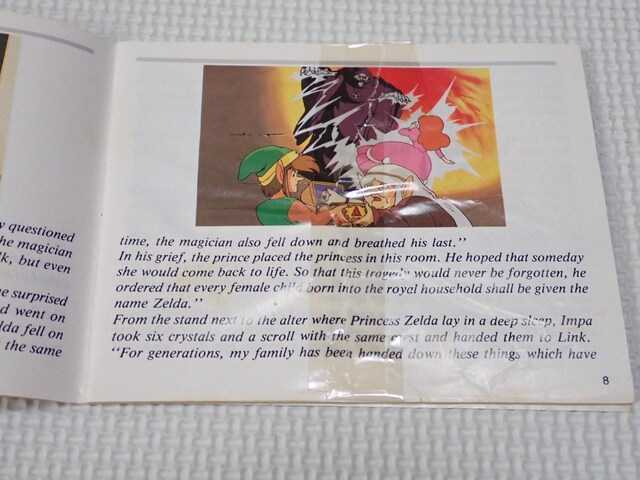 y questioned
he magician
k, but even
e surprised
d went on
lda fell on
the same
time, the magician also fell down and breathed his last."
In his grief, the prince placed the princess in this room. He hoped that someday
she would come back to life. So that this tragedy would never be forgotten, he
ordered that every female child born into the royal household shall be given the
name Zelda."
From the stand next to the alter where Princess Zelda lay in a deep sleep, Impa
took six crystals and a scroll with the same crest and handed them to Link.
"For generations, my family has been handed down these things which have
8